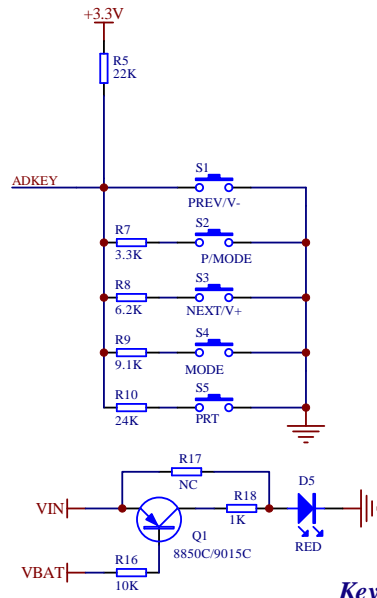 +3.3V
R5
22K
ADKEY
S1
PREV/V-
R7
3.3K
S2
P/MODE
R8
6.2K
S3
NEXT/V+
R9
9.1K
S4
MODE
R10
24K
S5
PRT
R17
NC
VIN
R18
1K
D5
RED
Q1
8850C/9015C
VBAT
R16
10K
Key